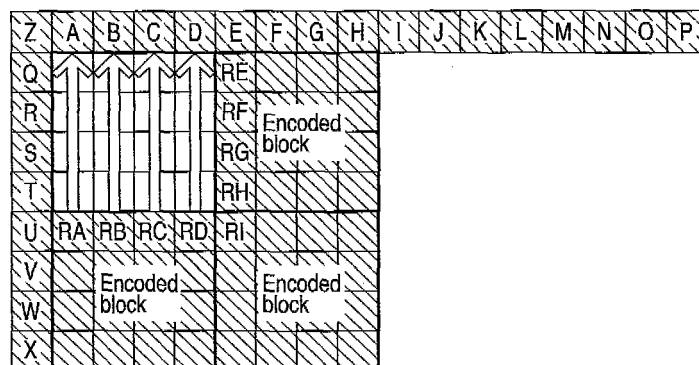 Z A B C D E F G H I J K L M N O P
Q RE
R RF Encoded
S RG block
T RH
U RA RB RC RD RI
V Encoded Encoded
W block block
X